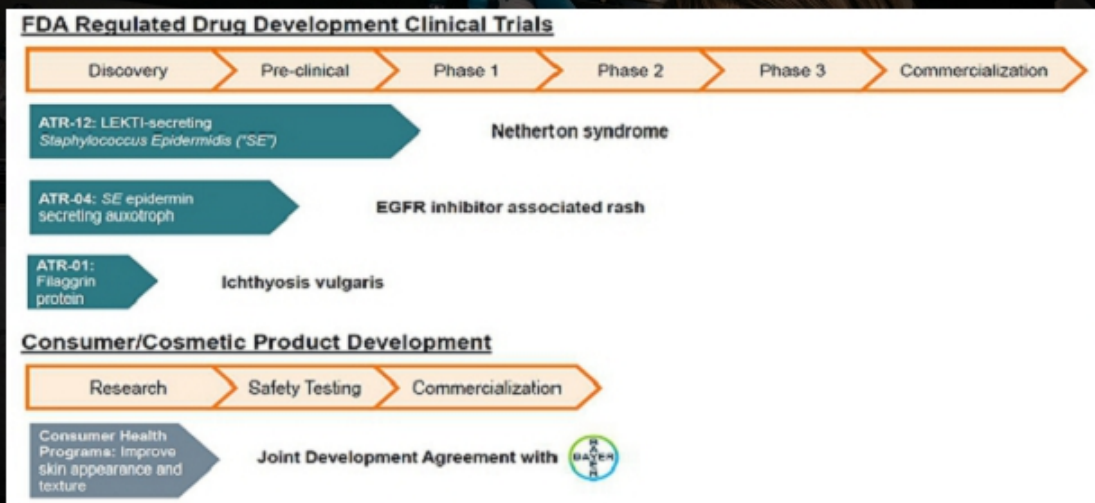 FDA Regulated Drug Development Clinical Trials
Discovery
Pre-clinical
Phase 1
Phase 2
Phase 3
Commercialization
ATR-12: LEKTI-secreting
Staphylococcus Epidermidis ("SE")
Netherton syndrome
ATR-04: SE epidermin
secreting auxotroph
EGFR inhibitor associated rash
ATR-01:
Filaggrin
protein
Ichthyosis vulgaris
Consumer/Cosmetic Product Development
Research
Safety Testing
Commercialization
Consumer Health
Programs: Improve
skin appearance and
texture
Joint Development Agreement with
BAYER